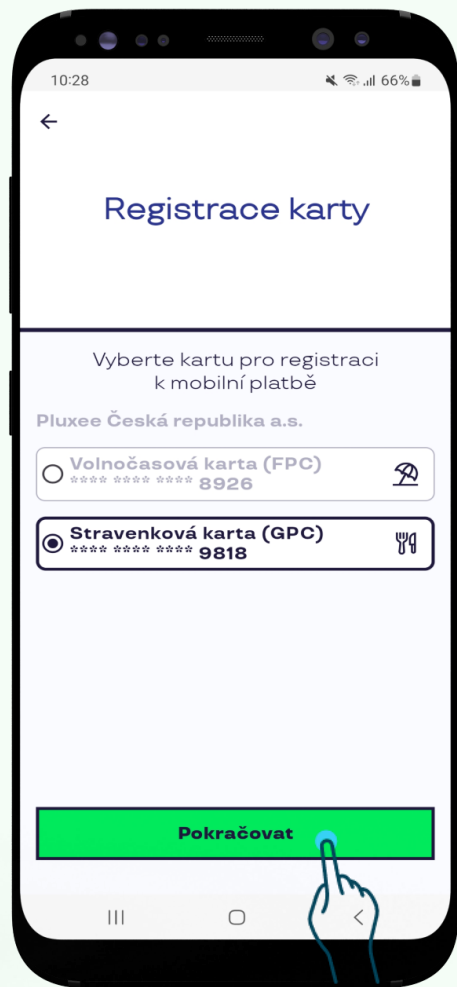 10:28
66%
Registrace karty
Vyberte kartu pro registraci
k mobilní platbě
Pluxee Česká republika a.s.
Volnočasová karta (FPC)
**** **** **** 8926
Stravenková karta (GPC)
**** **** **** 9818
Pokračovat